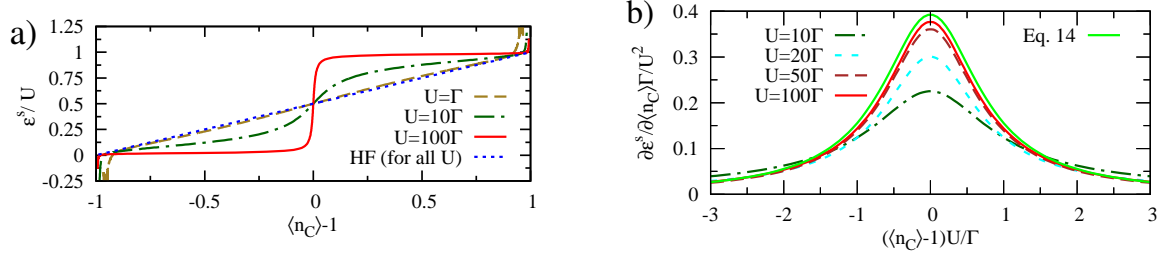 a)
ε^s/ U
1.25
1
0.75
0.5
0.25
0
-0.25
-1
-0.5
0
0.5
1
⟨n_C⟩-1
U=Γ
U=10Γ
U=100Γ
HF (for all U)
b)
∂ε^s/∂⟨n_C⟩Γ/U^2
0.4
0.3
0.2
0.1
0
-3
-2
-1
0
1
2
3
(⟨n_C⟩-1)U/Γ
U=10Γ
U=20Γ
U=50Γ
U=100Γ
Eq. 14